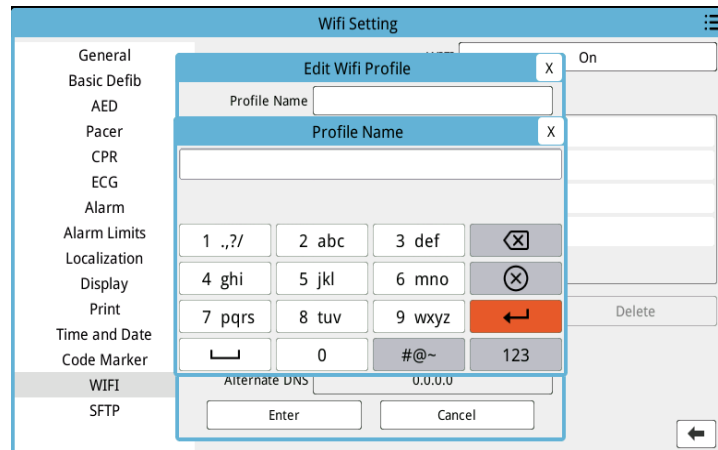 Wifi Setting
General
Basic Defib
AED
Pacer
CPR
ECG
Alarm
Alarm Limits
Localization
Display
Print
Time and Date
Code Marker
WIFI
SFTP
On
Edit Wifi Profile X
Profile Name
Profile Name X
1 .,?/ 2 abc 3 def
4 ghi 5 jkl 6 mno
7 pqrs 8 tuv 9 wxyz
0 #@~ 123
Alternate DNS 0.0.0.0
Enter Cancel
Delete